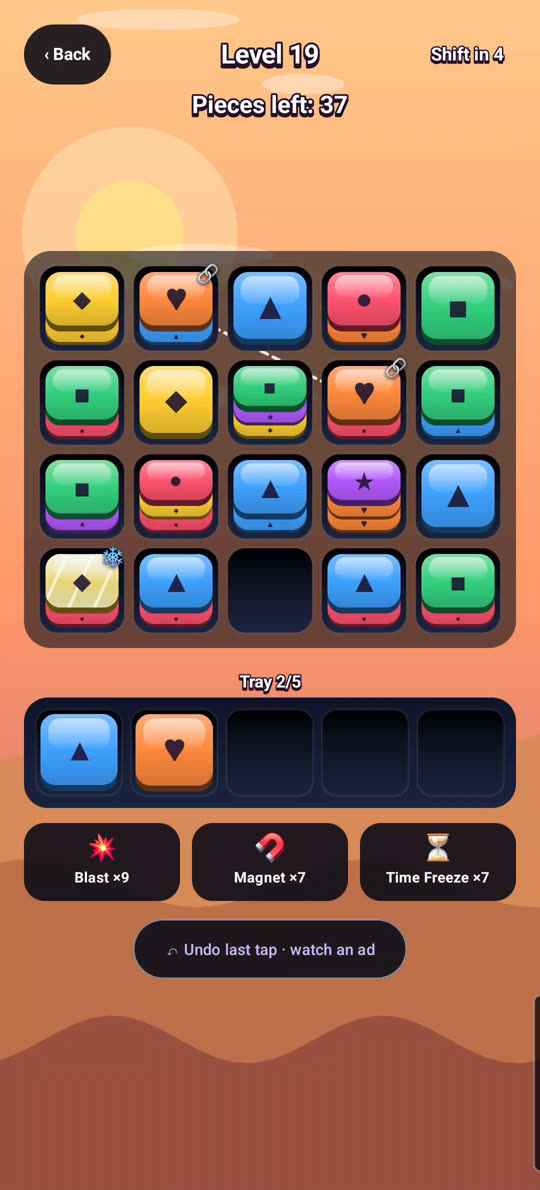 ‹ Back
Level 19
Shift in 4
Pieces left: 37
Tray 2/5
Blast ×9
Magnet ×7
Time Freeze ×7
Undo last tap · watch an ad